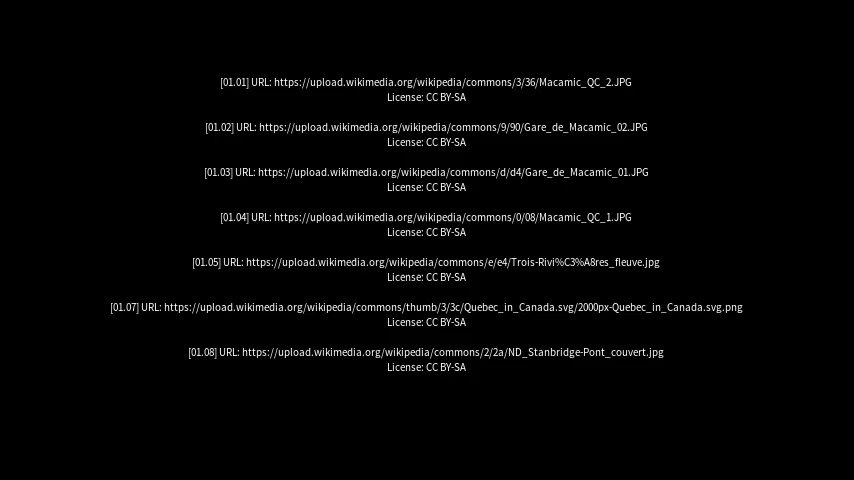 [01.01] URL: https://upload.wikimedia.org/wikipedia/commons/3/36/Macamic_QC_2.JPG
License: CC BY-SA
[01.02] URL: https://upload.wikimedia.org/wikipedia/commons/9/90/Gare_de_Macamic_02.JPG
License: CC BY-SA
[01.03] URL: https://upload.wikimedia.org/wikipedia/commons/d/d4/Gare_de_Macamic_01.JPG
License: CC BY-SA
[01.04] URL: https://upload.wikimedia.org/wikipedia/commons/0/08/Macamic_QC_1.JPG
License: CC BY-SA
[01.05] URL: https://upload.wikimedia.org/wikipedia/commons/e/e4/Trois-Rivi%C3%A8res_fleuve.jpg
License: CC BY-SA
[01.07] URL: https://upload.wikimedia.org/wikipedia/commons/thumb/3/3c/Quebec_in_Canada.svg/2000px-Quebec_in_Canada.svg.png
License: CC BY-SA
[01.08] URL: https://upload.wikimedia.org/wikipedia/commons/2/2a/ND_Stanbridge-Pont_couvert.jpg
License: CC BY-SA